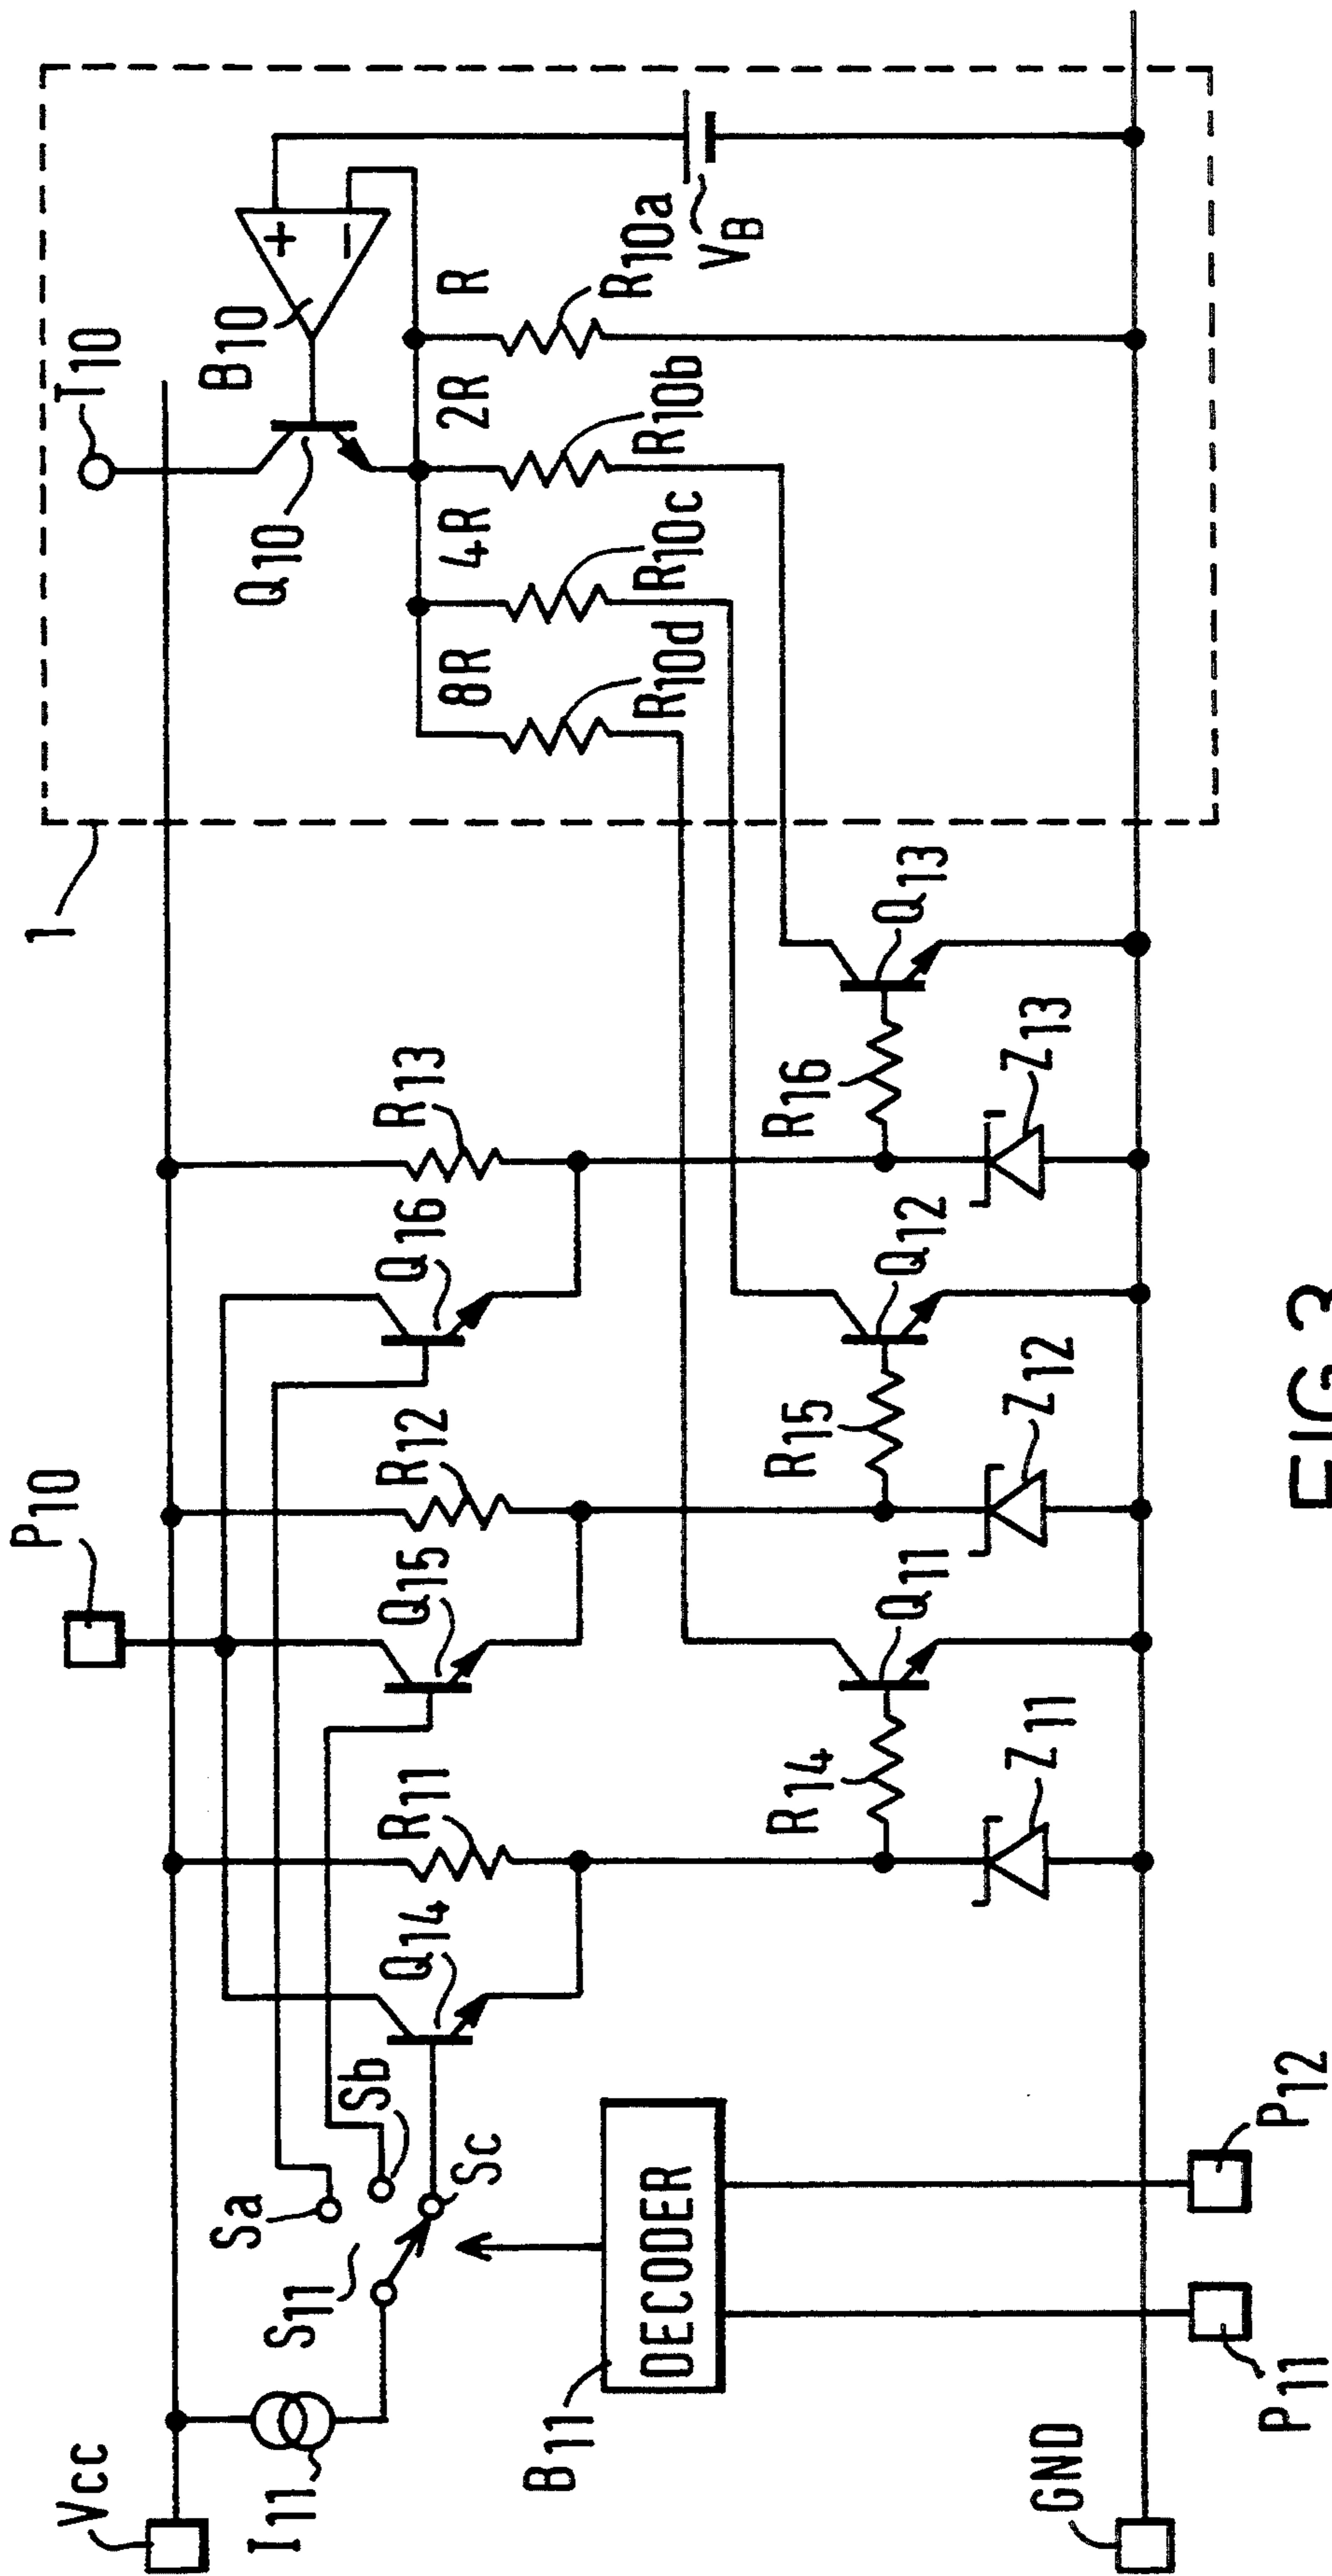 1
T10
B10
Q10
R
2R
4R
8R
R10a
R10b
R10c
R10d
VB
+
−
P10
R13
Q16
R12
Q15
R11
Q14
R16
Q13
Z13
R15
Q12
Z12
R14
Q11
Z11
Sa
Sb
Sc
S11
Vcc
I11
B11
DECODER
P11
P12
GND
FIG 3